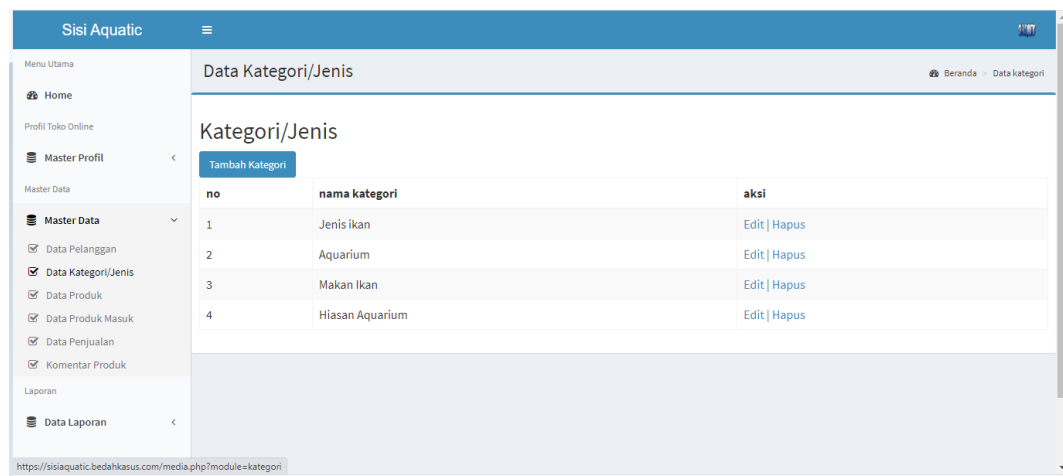 Sisi Aquatic
Menu Utama
Home
Profil Toko Online
Master Profil
Master Data
Master Data
Data Pelanggan
Data Kategori/Jenis
Data Produk
Data Produk Masuk
Data Penjualan
Komentar Produk
Laporan
Data Laporan
Data Kategori/Jenis
Beranda > Data kategori
Kategori/Jenis
Tambah Kategori
no nama kategori aksi
1 Jenis ikan Edit | Hapus
2 Aquarium Edit | Hapus
3 Makan Ikan Edit | Hapus
4 Hiasan Aquarium Edit | Hapus
https://sisiaquatic.bedahkasus.com/media.php?module=kategori